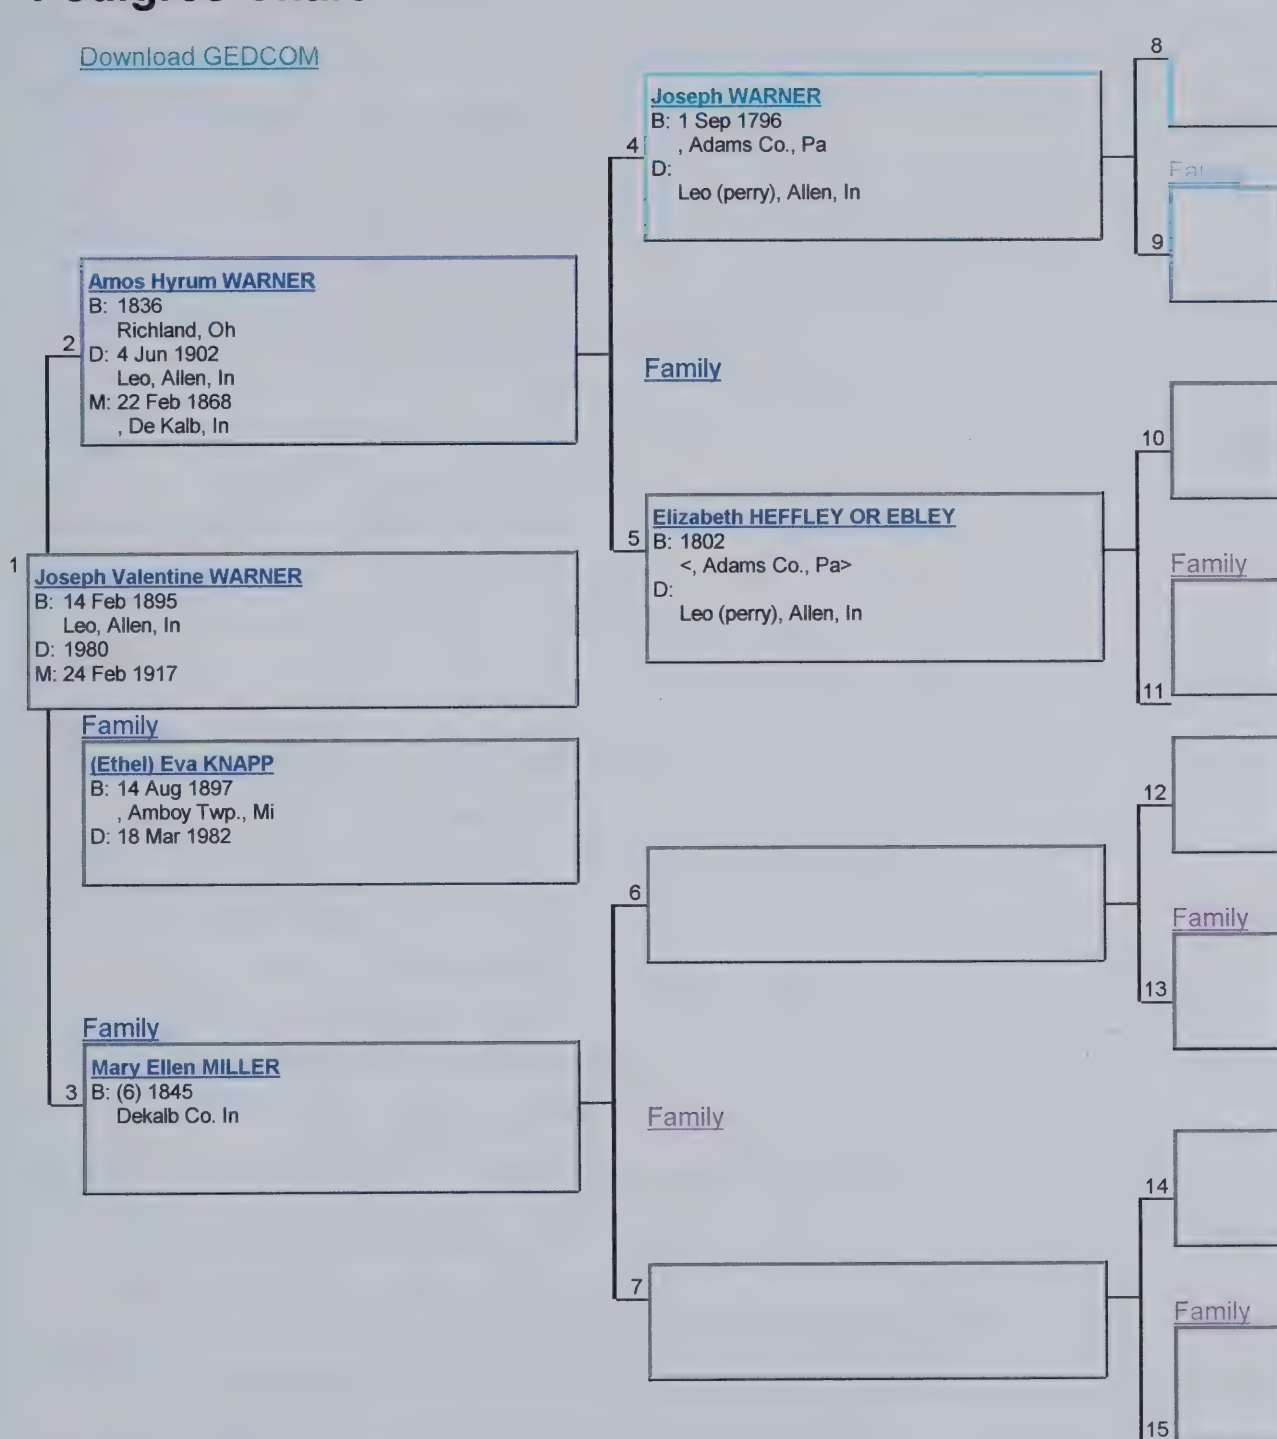 Download GEDCOM
8
Joseph WARNER
B: 1 Sep 1796
, Adams Co., Pa
4
D:
Leo (perry), Allen, In
9
Amos Hyrum WARNER
B: 1836
Richland, Oh
2
D: 4 Jun 1902
Leo, Allen, In
M: 22 Feb 1868
, De Kalb, In
Family
10
Elizabeth HEFFLEY OR EBLEY
5
B: 1802
<, Adams Co., Pa>
D:
Leo (perry), Allen, In
Family
11
1
Joseph Valentine WARNER
B: 14 Feb 1895
Leo, Allen, In
D: 1980
M: 24 Feb 1917
Family
(Ethel) Eva KNAPP
B: 14 Aug 1897
, Amboy Twp., Mi
D: 18 Mar 1982
12
6
Family
13
Family
Mary Ellen MILLER
3
B: (6) 1845
Dekalb Co. In
Family
14
7
Family
15